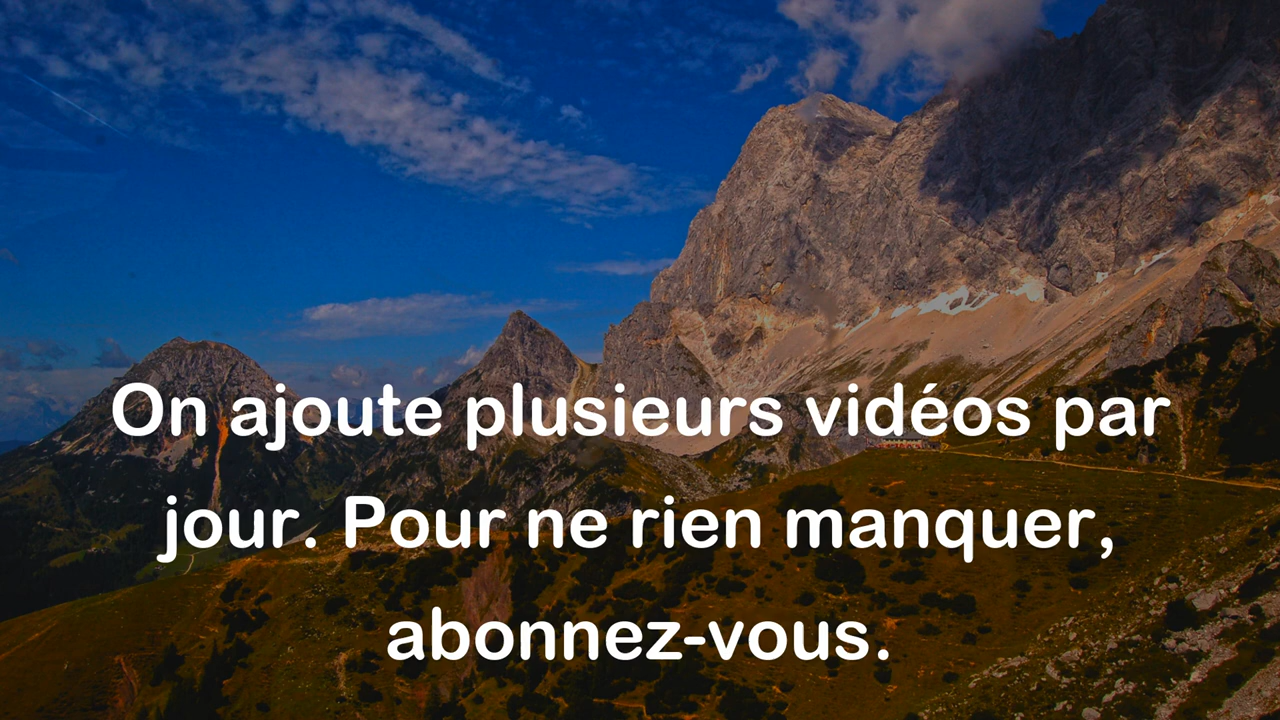 On ajoute plusieurs vidéos par
jour. Pour ne rien manquer,
abonnez-vous.